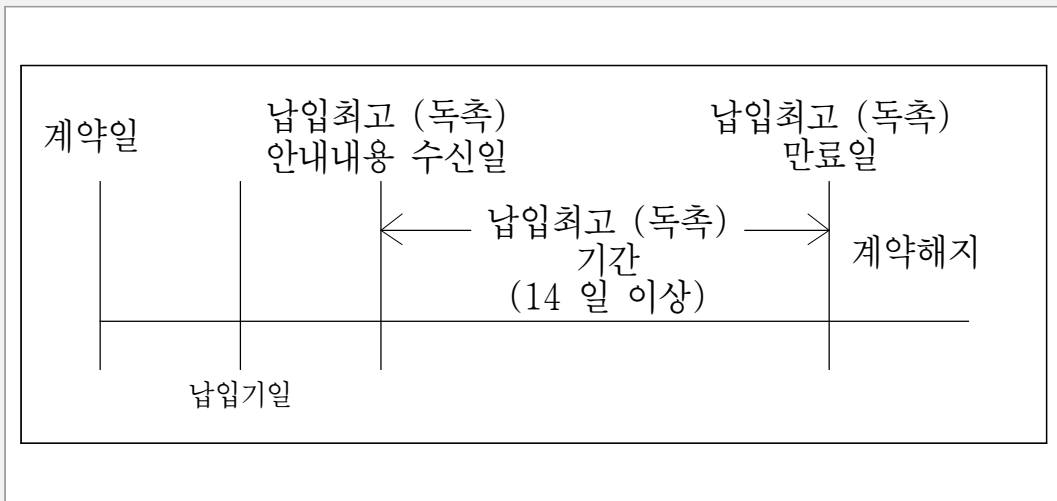 계약일
납입최고 (독촉)
안내내용 수신일
납입최고 (독촉)
만료일
납입최고 (독촉)
기간
(14 일 이상)
계약해지
납입기일